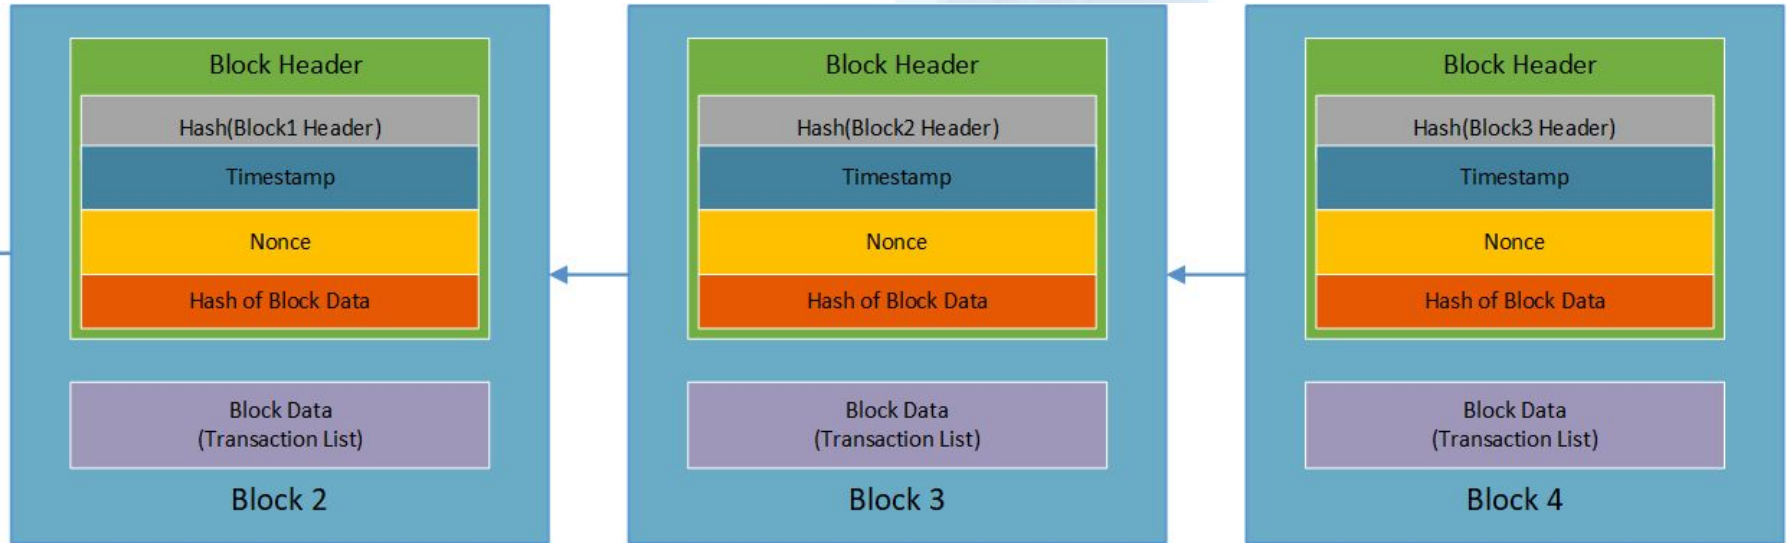 Block Header
Hash(Block1 Header)
Timestamp
Nonce
Hash of Block Data
Block Data
(Transaction List)
Block 2
Block Header
Hash(Block2 Header)
Timestamp
Nonce
Hash of Block Data
Block Data
(Transaction List)
Block 3
Block Header
Hash(Block3 Header)
Timestamp
Nonce
Hash of Block Data
Block Data
(Transaction List)
Block 4